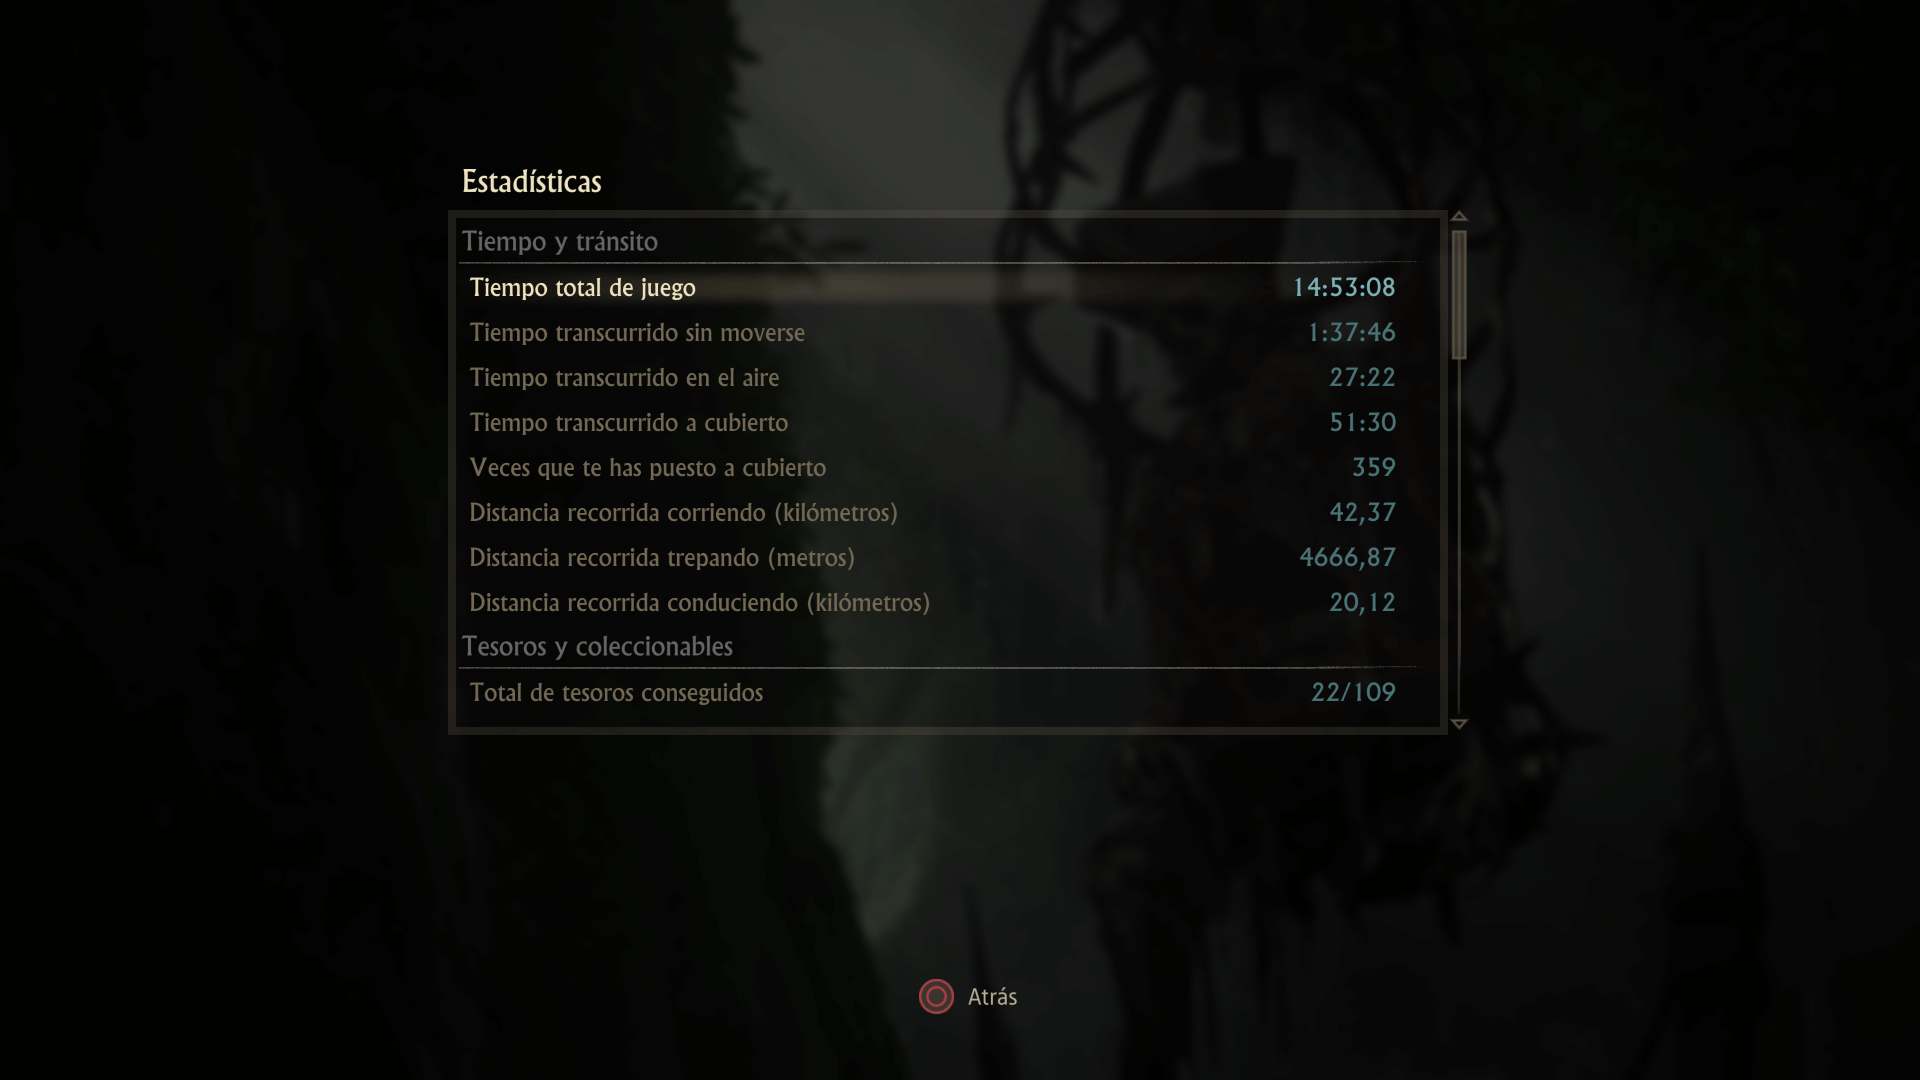 Estadísticas
Tiempo y tránsito
Tiempo total de juego 14:53:08
Tiempo transcurrido sin moverse 1:37:46
Tiempo transcurrido en el aire 27:22
Tiempo transcurrido a cubierto 51:30
Veces que te has puesto a cubierto 359
Distancia recorrida corriendo (kilómetros) 42,37
Distancia recorrida trepando (metros) 4666,87
Distancia recorrida conduciendo (kilómetros) 20,12
Tesoros y coleccionables
Total de tesoros conseguidos 22/109
Atrás